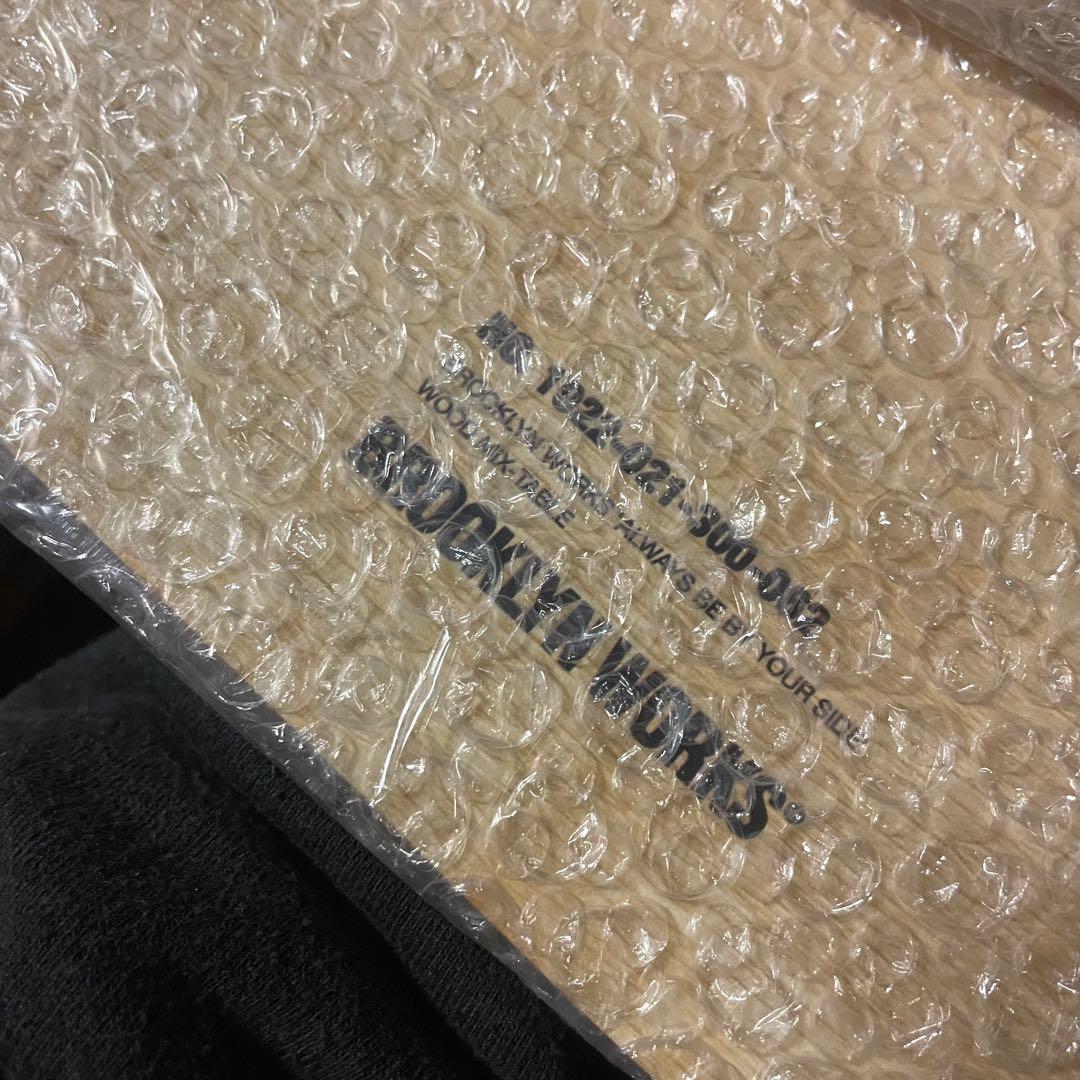 NO 1022-021-300-002
BROOKLYN WORKS "ALWAYS BE BY YOUR SIDE
WOOD MIX-TABLE
BROOKLYN WORKS®